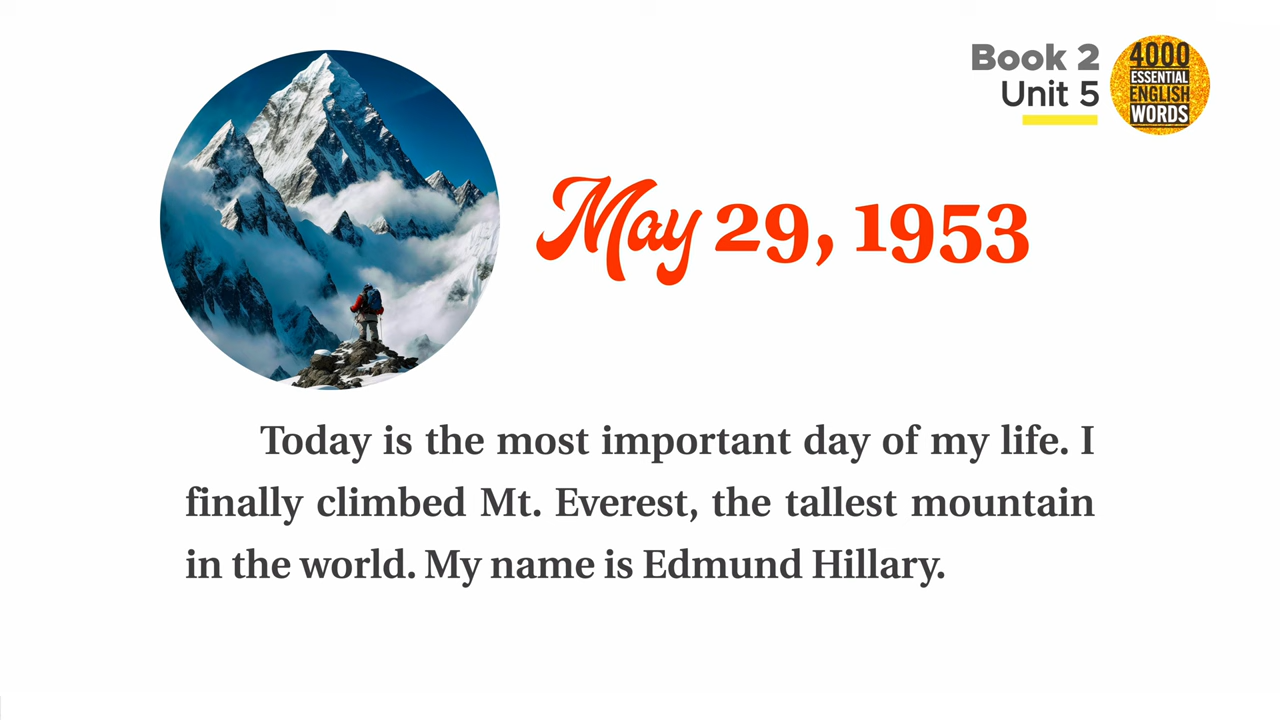 Book 2
Unit 5
4000
ESSENTIAL
ENGLISH
WORDS
May 29, 1953
Today is the most important day of my life. I
finally climbed Mt. Everest, the tallest mountain
in the world. My name is Edmund Hillary.